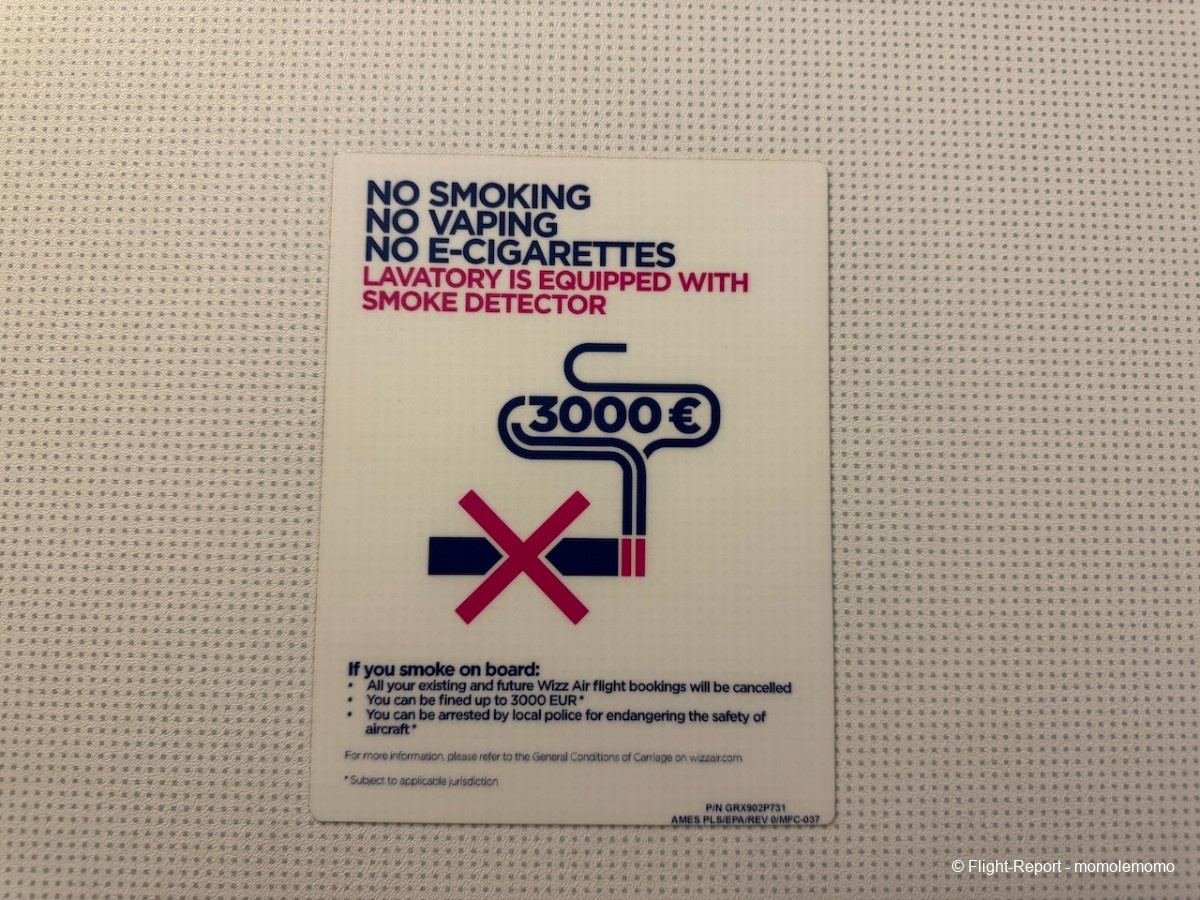 NO SMOKING
NO VAPING
NO E-CIGARETTES
LAVATORY IS EQUIPPED WITH
SMOKE DETECTOR
3000 €
If you smoke on board:
• All your existing and future Wizz Air flight bookings will be cancelled
• You can be fined up to 3000 EUR*
• You can be arrested by local police for endangering the safety of
aircraft*
For more information, please refer to the General Conditions of Carriage on wizzair.com
*Subject to applicable jurisdiction
P/N GRX902P731
AMES PLS/EPA/REV 0/MFC-037
© Flight-Report - momolemomo